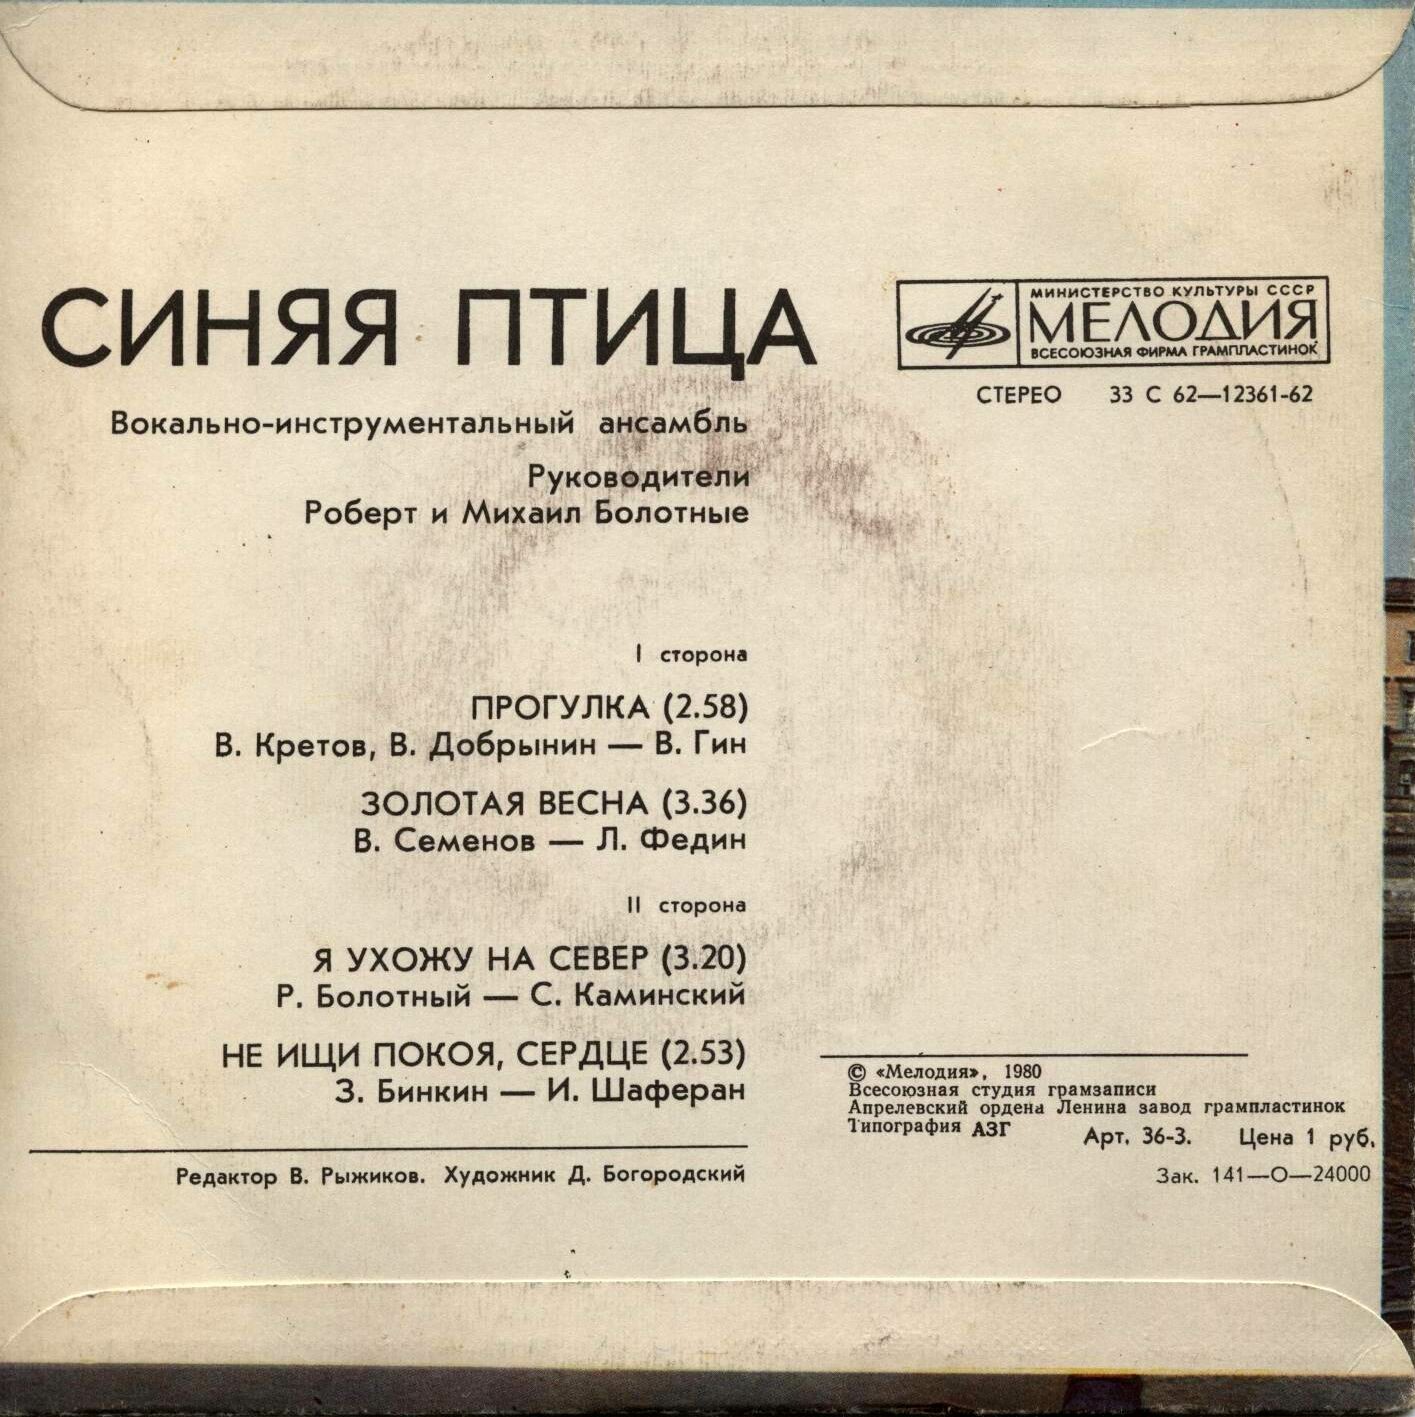 СИНЯЯ ПТИЦА
Вокально-инструментальный ансамбль
Руководители
Роберт и Михаил Болотные
МИНИСТЕРСТВО КУЛЬТУРЫ СССР
МЕЛОДИЯ
ВСЕСОЮЗНАЯ ФИРМА ГРАМПЛАСТИНОК
СТЕРЕО 33 С 62—12361-62
I сторона
ПРОГУЛКА (2.58)
В. Кретов, В. Добрынин — В. Гин
ЗОЛОТАЯ ВЕСНА (3.36)
В. Семенов — Л. Федин
II сторона
Я УХОЖУ НА СЕВЕР (3.20)
Р. Болотный — С. Каминский
НЕ ИЩИ ПОКОЯ, СЕРДЦЕ (2.53)
З. Бинкин — И. Шаферан
Редактор В. Рыжиков. Художник Д. Богородский
© «Мелодия», 1980
Всесоюзная студия грамзаписи
Апрелевский ордена Ленина завод грампластинок
Типография АЗГ
Арт. 36-3. Цена 1 руб.
Зак. 141—О—24000